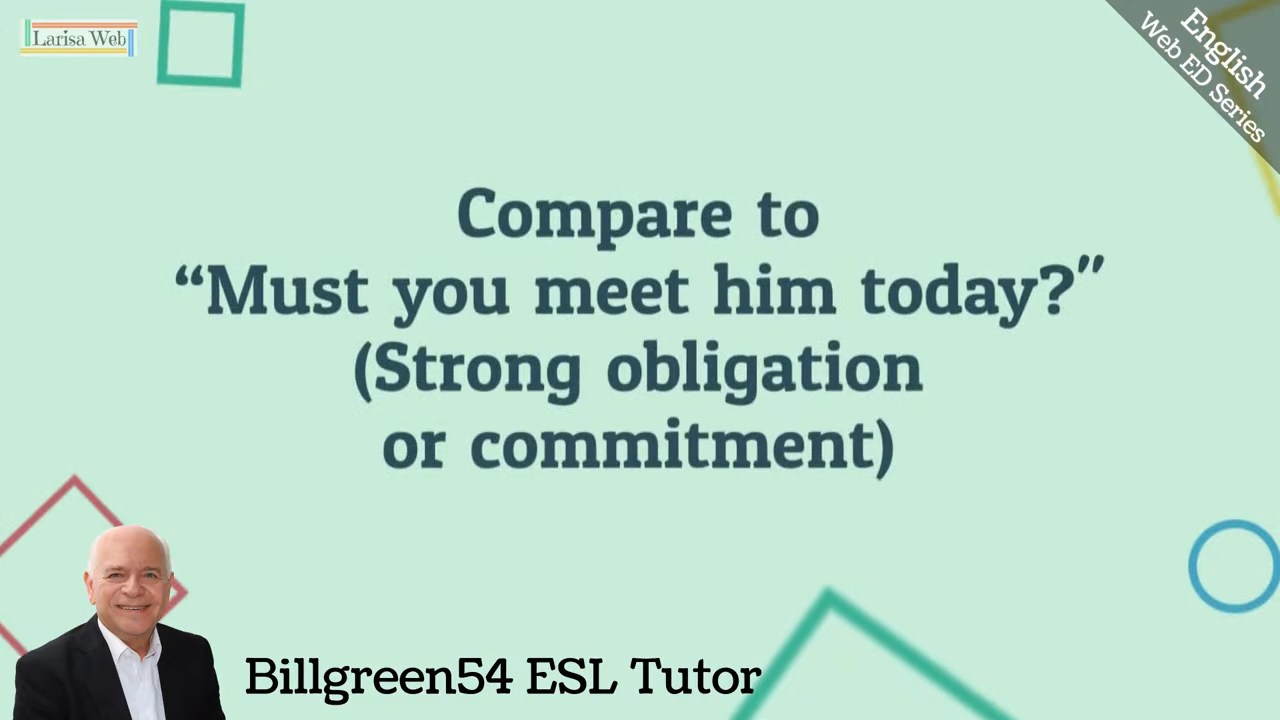 Larisa Web
English
Web ED Series
Compare to
“Must you meet him today?”
(Strong obligation
or commitment)
Billgreen54 ESL Tutor